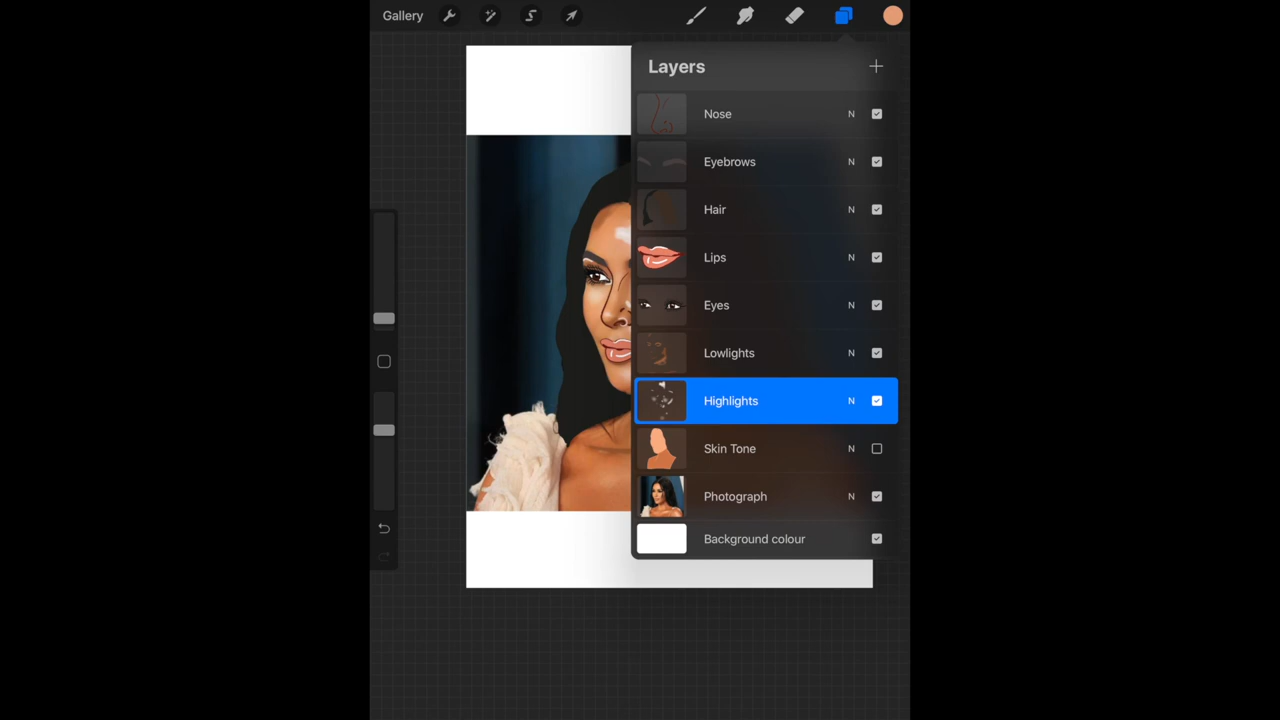 Gallery
Layers
Nose N
Eyebrows N
Hair N
Lips N
Eyes N
Lowlights N
Highlights N
Skin Tone N
Photograph N
Background colour